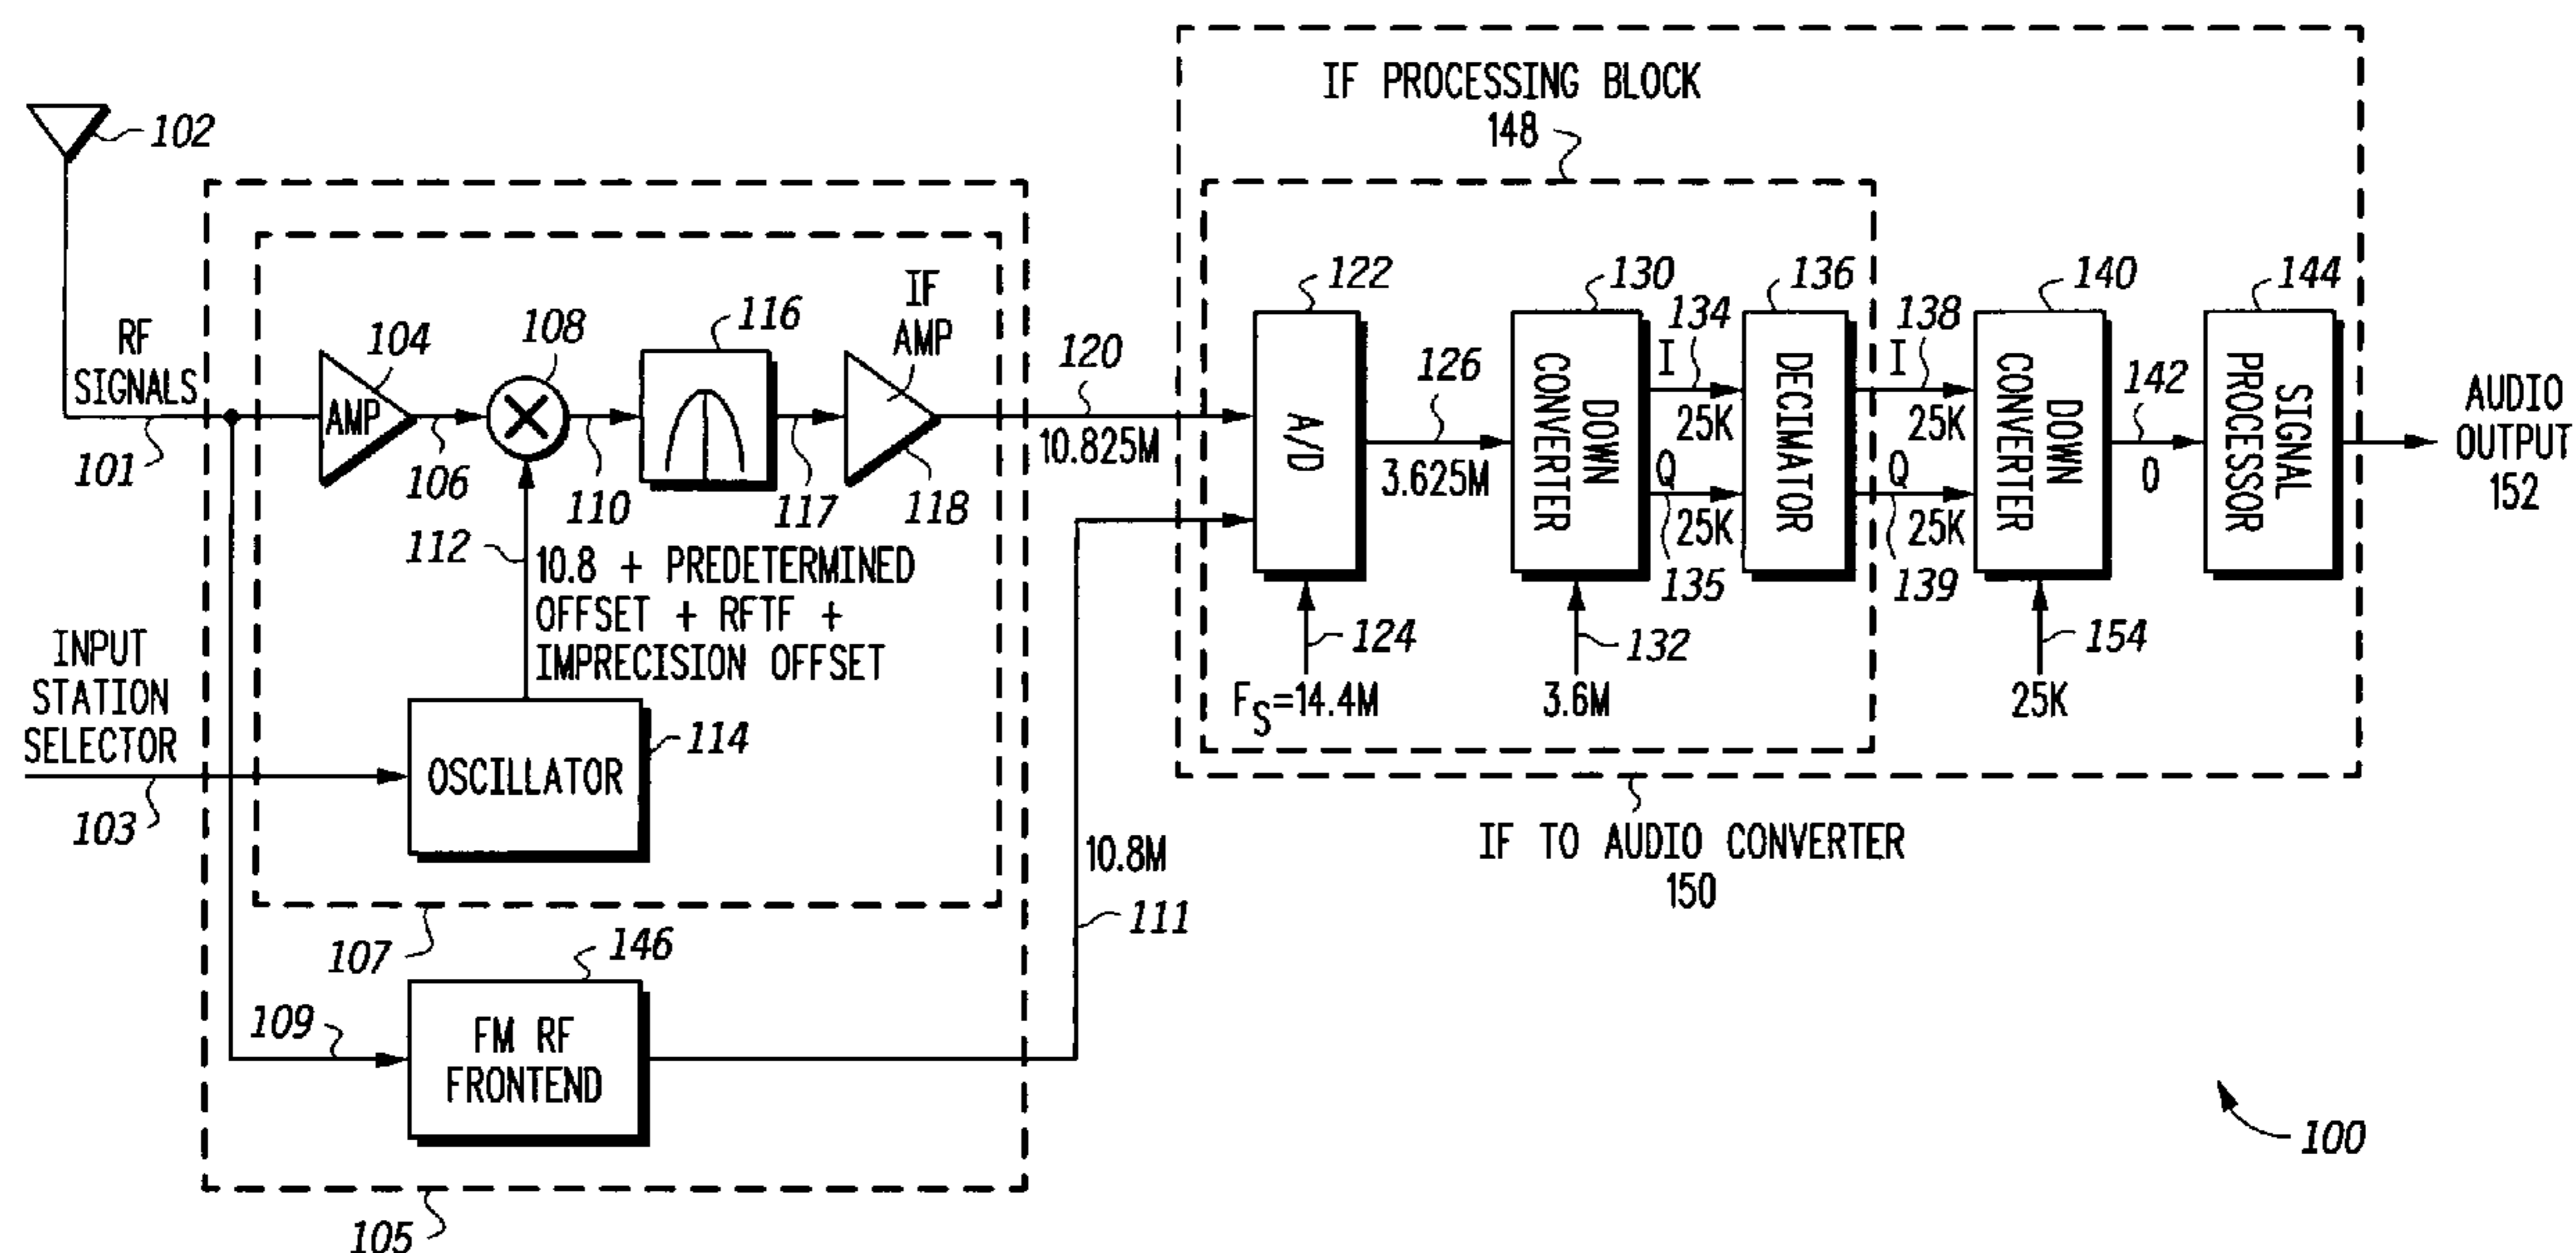 IF PROCESSING BLOCK
148
102
RF
SIGNALS
101
AMP
104
106
108
110
116
117
IF
AMP
118
120
10.825M
112
10.8 + PREDETERMINED
OFFSET + RFTF +
IMPRECISION OFFSET
INPUT
STATION
SELECTOR
103
OSCILLATOR
114
107
109
146
FM RF
FRONTEND
105
10.8M
111
122
A/D
124
FS=14.4M
126
3.625M
130
DOWN
CONVERTER
132
3.6M
I
134
25K
Q
25K
135
136
DECIMATOR
138
I
25K
Q
25K
139
140
DOWN
CONVERTER
154
25K
142
0
144
SIGNAL
PROCESSOR
AUDIO
OUTPUT
152
IF TO AUDIO CONVERTER
150
100